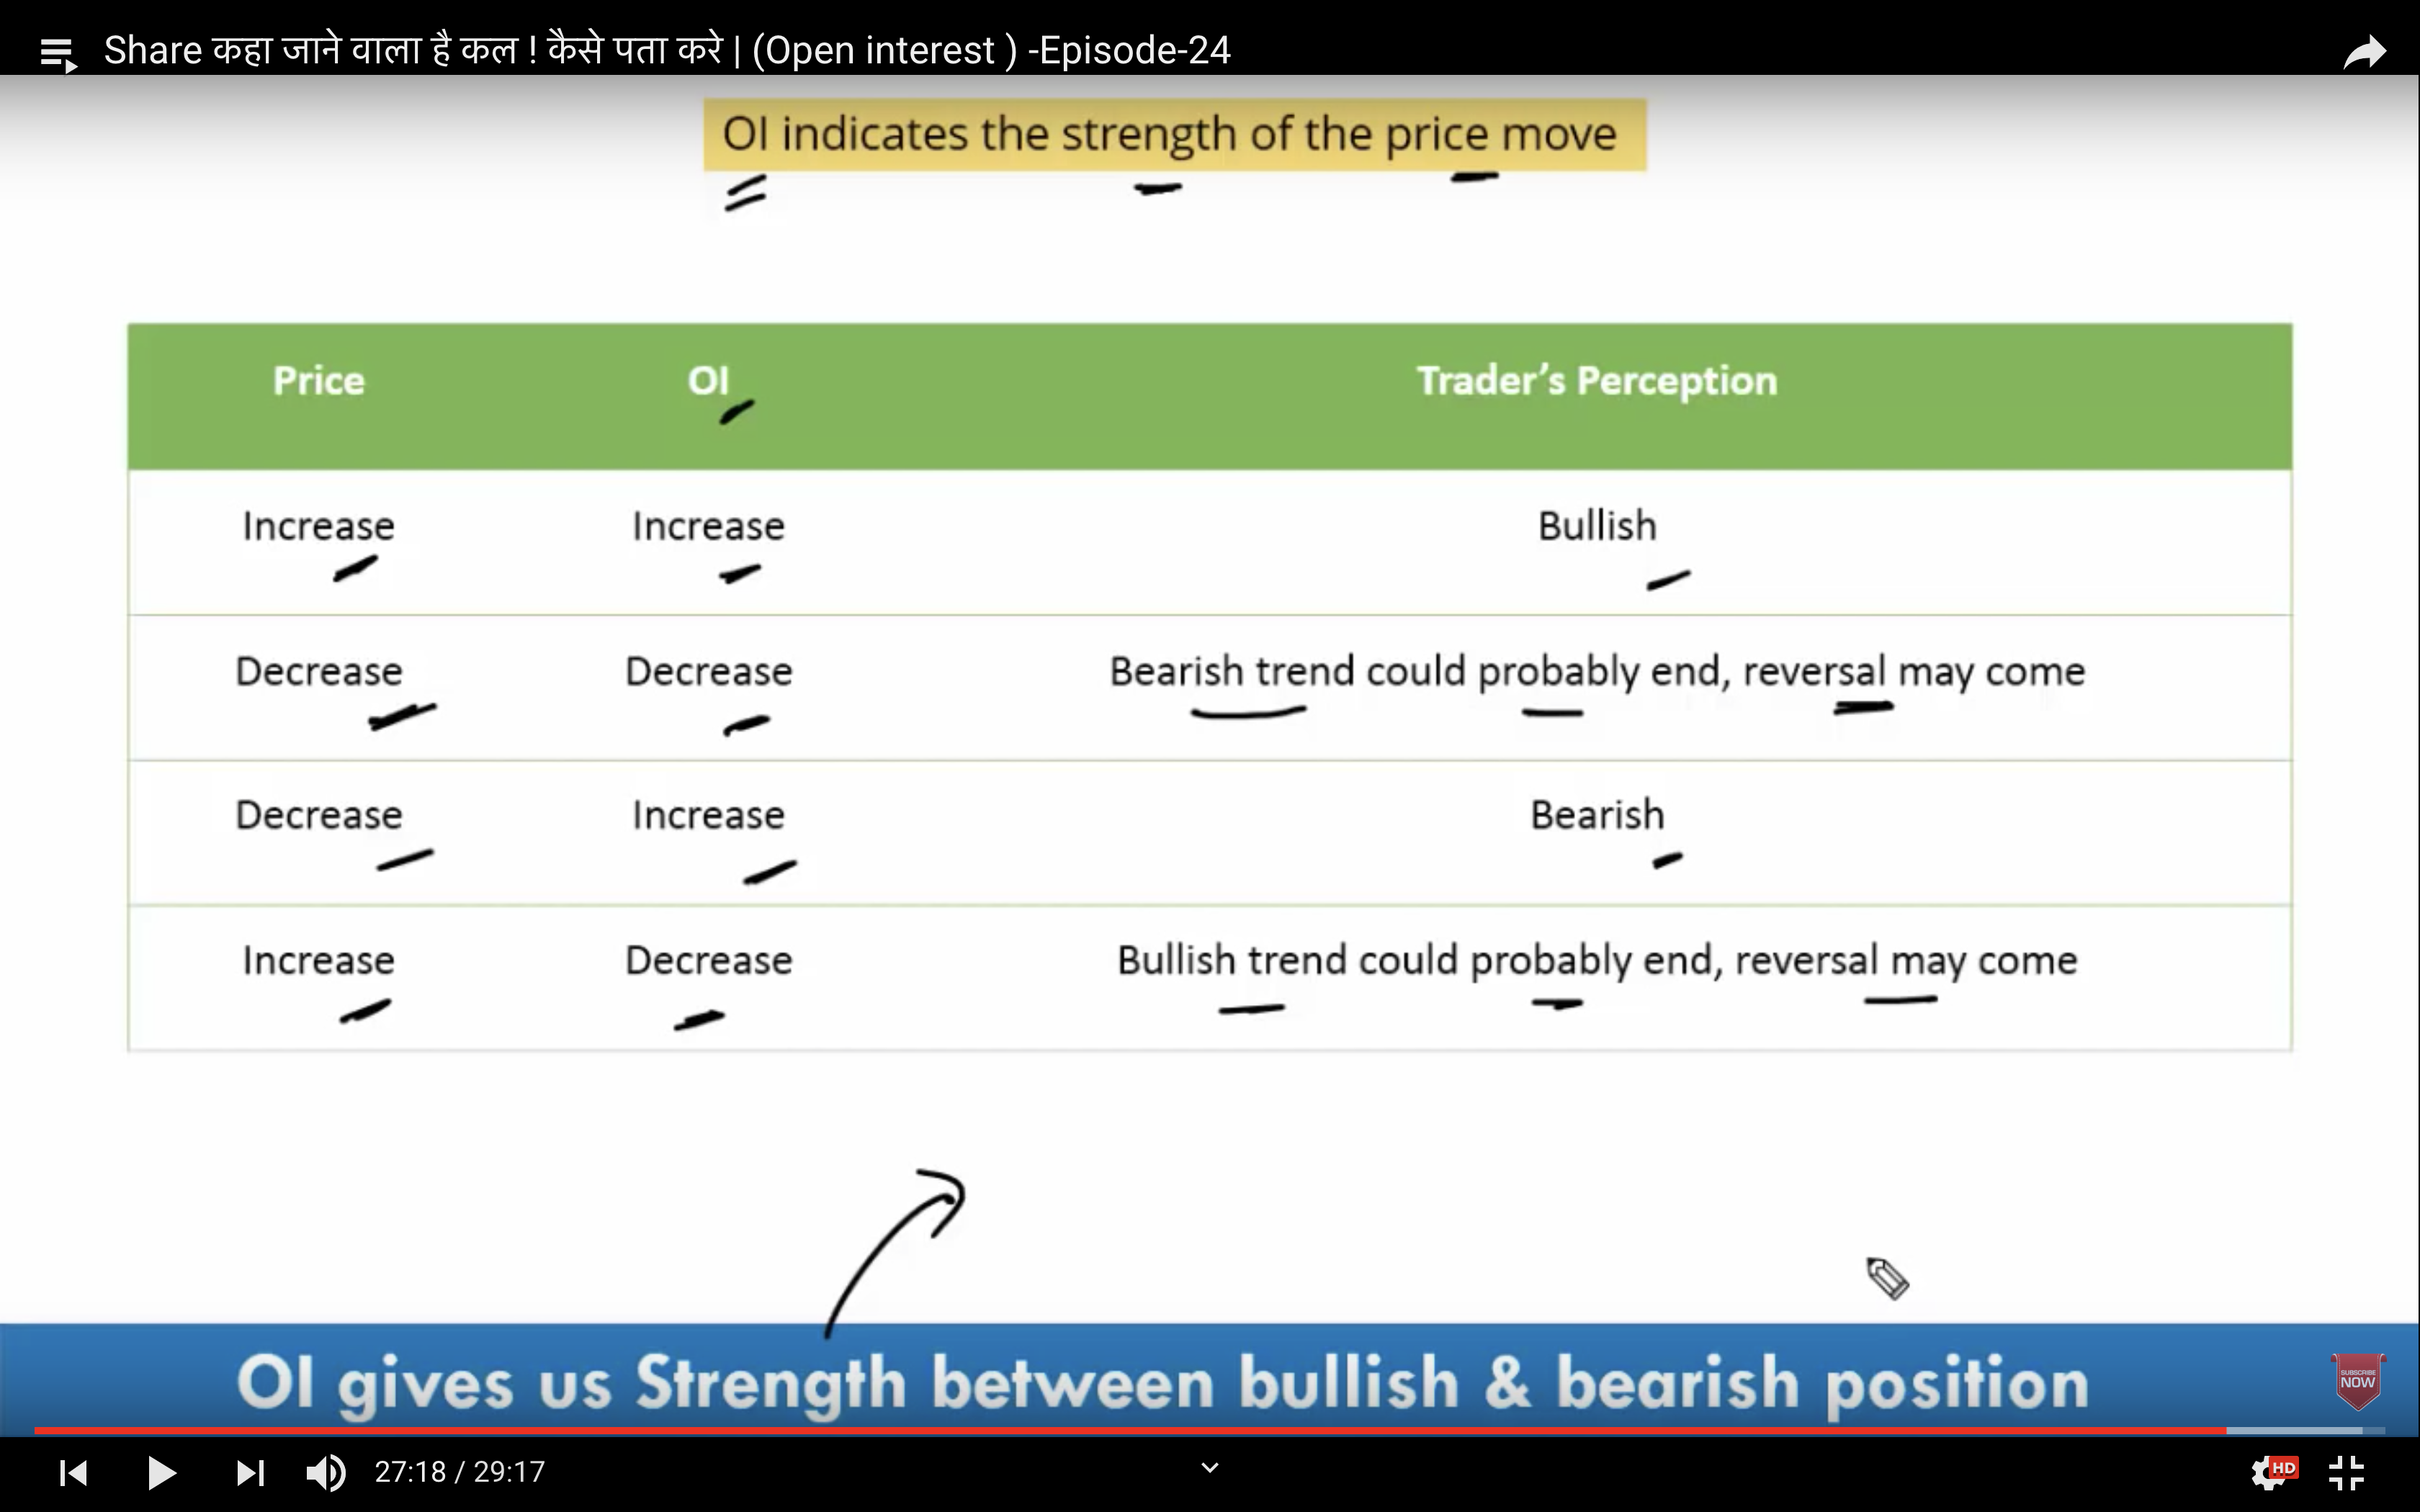 Share कहा जाने वाला है कल ! कैसे पता करे | (Open interest ) -Episode-24
OI indicates the strength of the price move
Price OI Trader’s Perception
Increase Increase Bullish
Decrease Decrease Bearish trend could probably end, reversal may come
Decrease Increase Bearish
Increase Decrease Bullish trend could probably end, reversal may come
OI gives us Strength between bullish & bearish position
SUBSCRIBE
NOW
27:18 / 29:17
HD